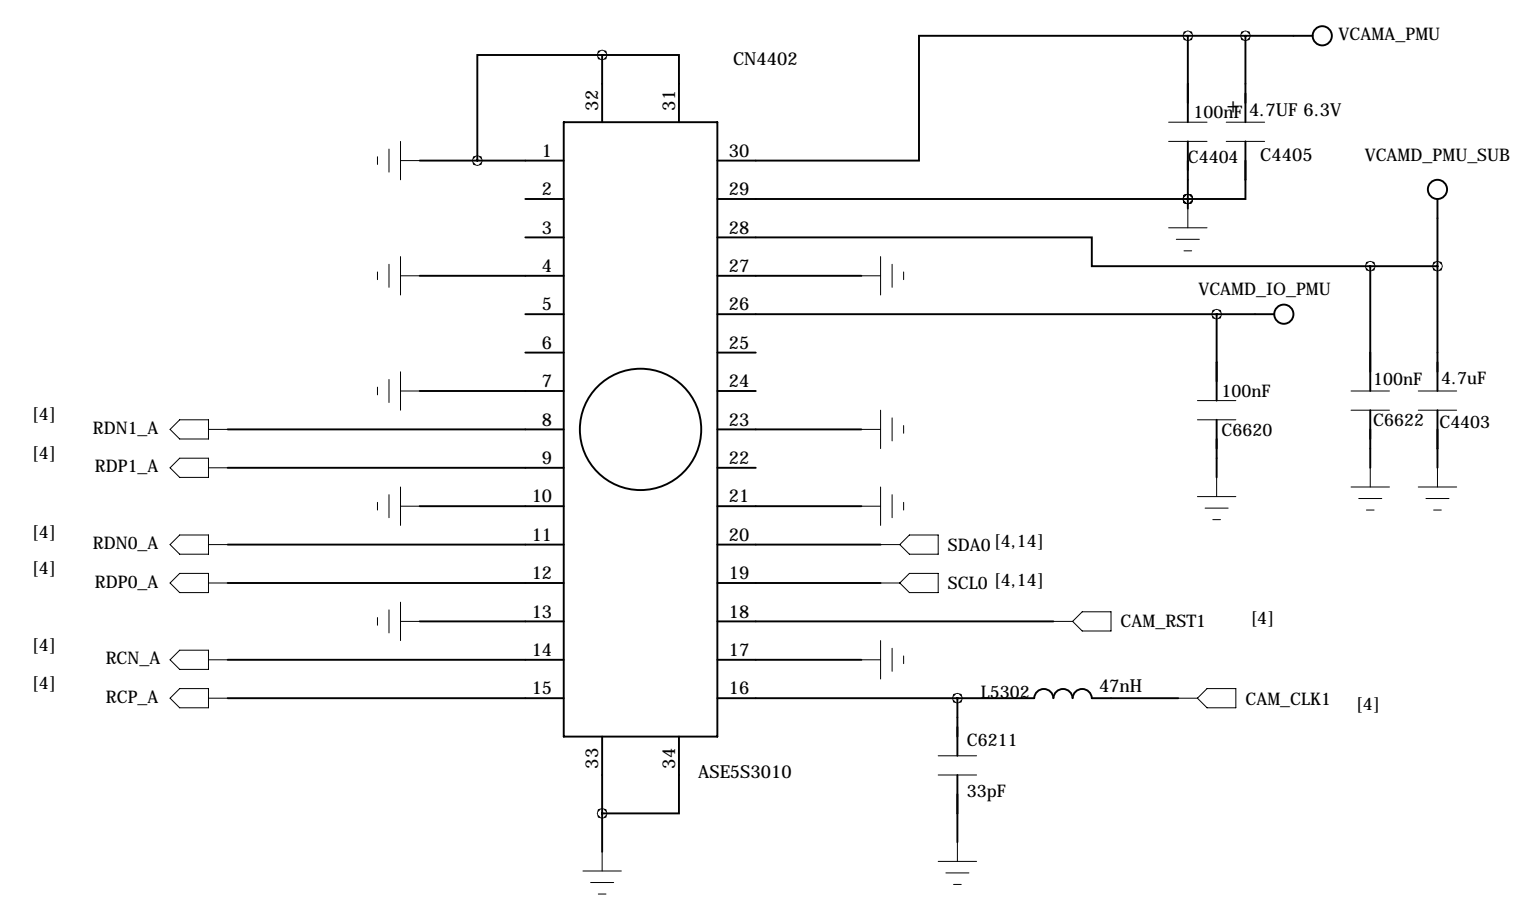 VCAMA_PMU
CN4402
32
31
100nF
+
4.7UF 6.3V
1
30
C4404
C4405
VCAMD_PMU_SUB
2
29
3
28
4
27
VCAMD_IO_PMU
5
26
6
25
7
24
100nF
C6620
100nF
C6622
4.7uF
C4403
[4]
RDN1_A
8
23
[4]
RDP1_A
9
22
10
21
[4]
RDN0_A
11
20
SDA0 [4,14]
[4]
RDP0_A
12
19
SCL0 [4,14]
13
18
CAM_RST1
[4]
[4]
RCN_A
14
17
[4]
RCP_A
15
16
L5302
47nH
CAM_CLK1
[4]
C6211
33pF
33
34
ASE5S3010